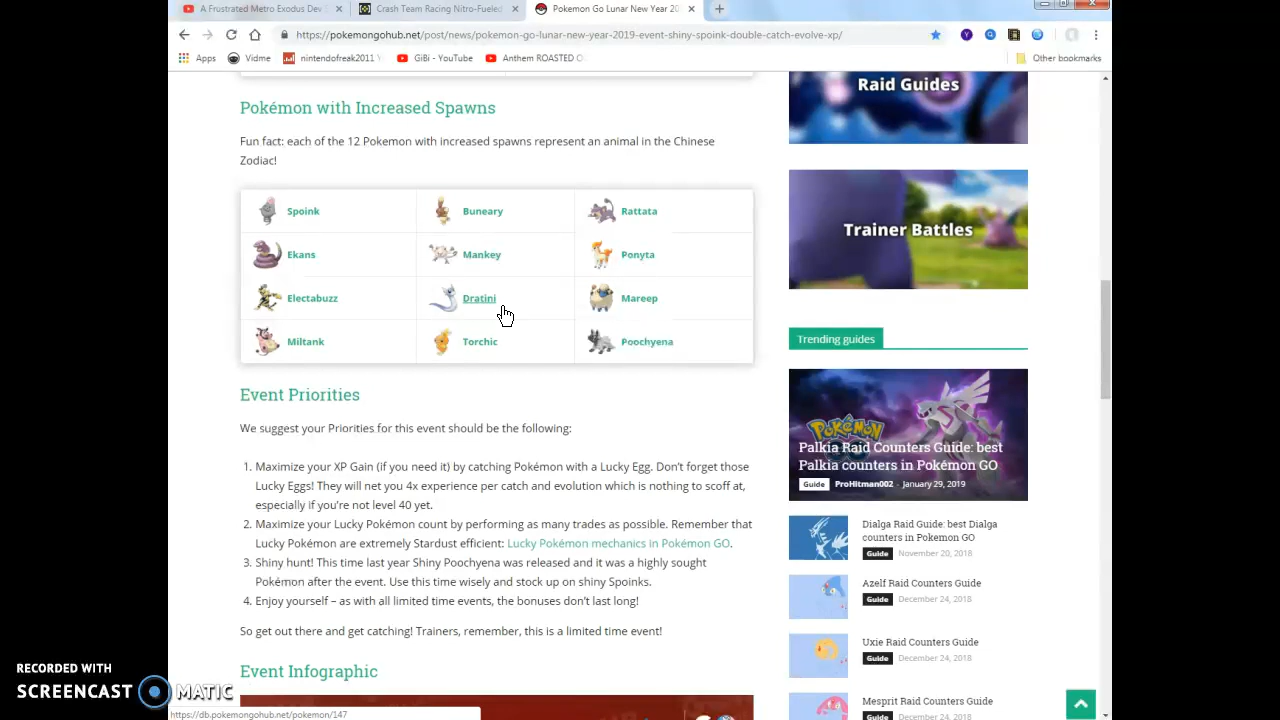 A Frustrated Metro Exodus Dev
Crash Team Racing Nitro-Fuele
Pokemon Go Lunar New Year 20
https://pokemongohub.net/post/news/pokemon-go-lunar-new-year-2019-event-shiny-spoink-double-catch-evolve-xp/
Apps
Vidme
nintendofreak2011
GiBi - YouTube
Anthem ROASTED
Other bookmarks
Pokémon with Increased Spawns
Fun fact: each of the 12 Pokemon with increased spawns represent an animal in the Chinese
Zodiac!
Spoink
Buneary
Rattata
Ekans
Mankey
Ponyta
Electabuzz
Dratini
Mareep
Miltank
Torchic
Poochyena
Event Priorities
We suggest your Priorities for this event should be the following:
1. Maximize your XP Gain (if you need it) by catching Pokémon with a Lucky Egg. Don't forget those
Lucky Eggs! They will net you 4x experience per catch and evolution which is nothing to scoff at,
especially if you're not level 40 yet.
2. Maximize your Lucky Pokémon count by performing as many trades as possible. Remember that
Lucky Pokémon are extremely Stardust efficient: Lucky Pokémon mechanics in Pokémon GO.
3. Shiny hunt! This time last year Shiny Poochyena was released and it was a highly sought
Pokémon after the event. Use this time wisely and stock up on shiny Spoinks.
4. Enjoy yourself – as with all limited time events, the bonuses don't last long!
So get out there and get catching! Trainers, remember, this is a limited time event!
Event Infographic
Raid Guides
Trainer Battles
Trending guides
POKÉMON GO
Palkia Raid Counters Guide: best
Palkia counters in Pokémon GO
Guide ProHitman002 - January 29, 2019
Dialga Raid Guide: best Dialga
counters in Pokemon GO
Guide November 20, 2018
Azelf Raid Counters Guide
Guide December 24, 2018
Uxie Raid Counters Guide
Guide December 24, 2018
Mesprit Raid Counters Guide
Guide December 24, 2018
https://db.pokemongohub.net/pokemon/147
RECORDED WITH
SCREENCAST MATIC